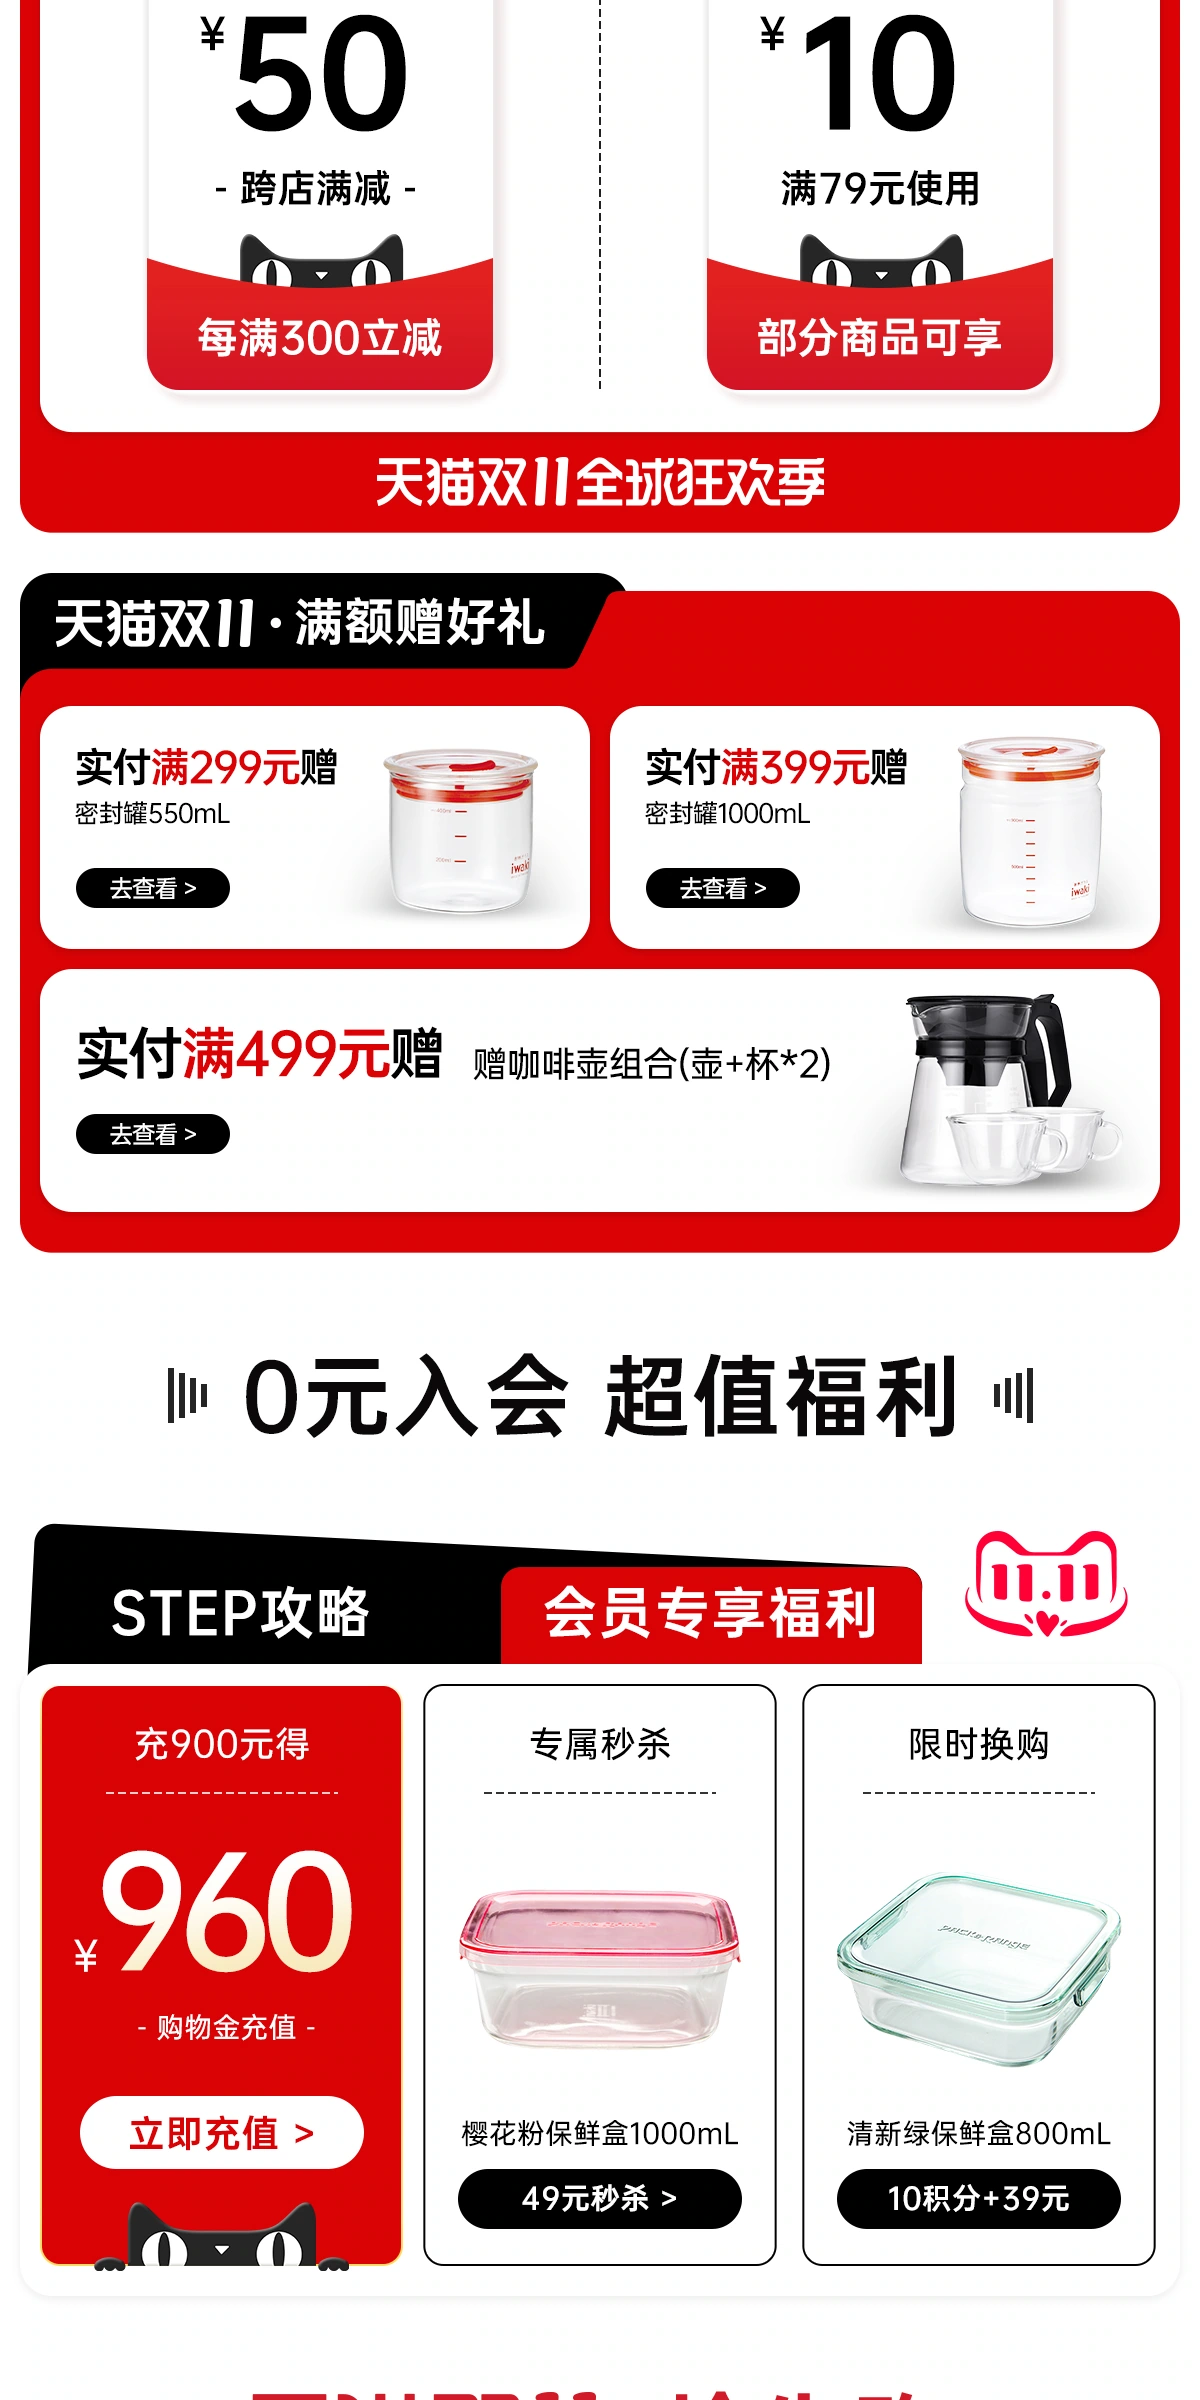 ¥50
- 跨店满减 -
每满300立减
¥10
满79元使用
部分商品可享
天猫双11全球狂欢季
天猫双11·满额赠好礼
实付满299元赠
密封罐550mL
去查看 >
iwaki
实付满399元赠
密封罐1000mL
去查看 >
iwaki
实付满499元赠
赠咖啡壶组合(壶+杯*2)
去查看 >
0元入会 超值福利
STEP攻略
会员专享福利
11.11
充900元得
¥960
- 购物金充值 -
立即充值 >
专属秒杀
樱花粉保鲜盒1000mL
49元秒杀 >
限时换购
pack&range
清新绿保鲜盒800mL
10积分+39元